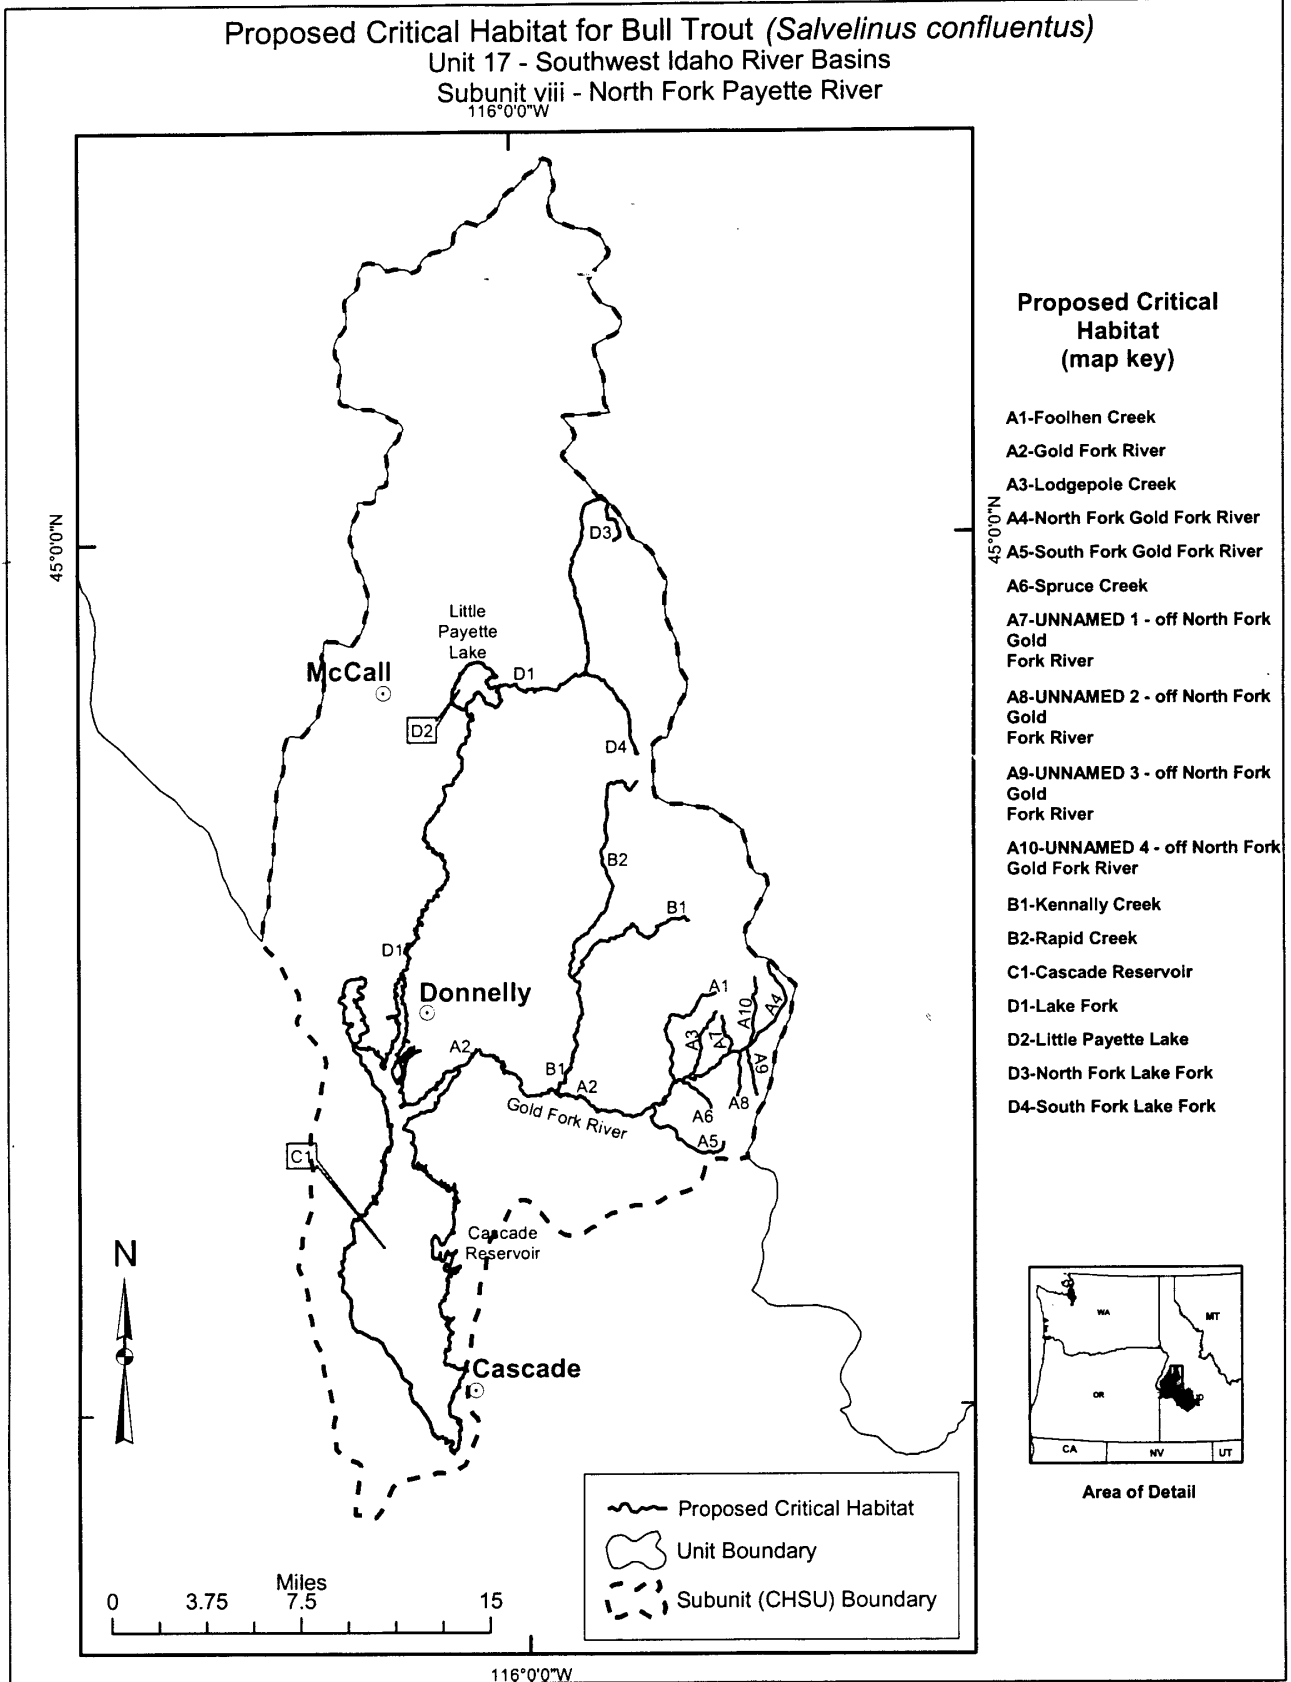 Proposed Critical Habitat for Bull Trout (Salvelinus confluentus)
Unit 17 - Southwest Idaho River Basins
Subunit viii - North Fork Payette River
116°0'0"W
45°0'0"N
45°0'0"N
D3
Little
Payette
Lake
McCall
D1
D2
D4
B2
B1
D1
Donnelly
A1
A10
A4
A3
A7
A2
B1
A2
A9
A8
A6
Gold Fork River
A5
C1
Cascade
Reservoir
N
Cascade
Proposed Critical Habitat
Unit Boundary
Subunit (CHSU) Boundary
Miles
0 3.75 7.5 15
116°0'0"W
Proposed Critical
Habitat
(map key)
A1-Foolhen Creek
A2-Gold Fork River
A3-Lodgepole Creek
A4-North Fork Gold Fork River
A5-South Fork Gold Fork River
A6-Spruce Creek
A7-UNNAMED 1 - off North Fork
Gold
Fork River
A8-UNNAMED 2 - off North Fork
Gold
Fork River
A9-UNNAMED 3 - off North Fork
Gold
Fork River
A10-UNNAMED 4 - off North Fork
Gold Fork River
B1-Kennally Creek
B2-Rapid Creek
C1-Cascade Reservoir
D1-Lake Fork
D2-Little Payette Lake
D3-North Fork Lake Fork
D4-South Fork Lake Fork
WA
MT
OR
CA
NV
UT
Area of Detail